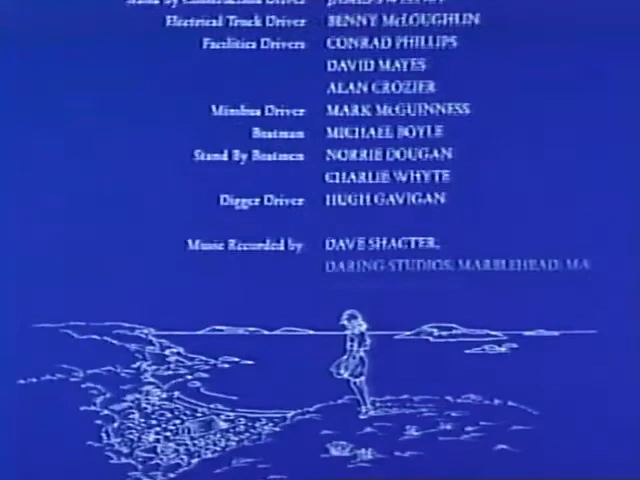 Electrical Truck Driver BENNY McLOUGHLIN
Facilities Drivers CONRAD PHILLIPS
DAVID MAYES
ALAN CROZIER
Minibus Driver MARK McGUINNESS
Boatman MICHAEL BOYLE
Stand By Boatmen NORRIE DOUGAN
CHARLIE WHYTE
Digger Driver HUGH GAVIGAN
Music Recorded by DAVE SHACTER,
DARING STUDIOS, MARBLEHEAD, MA